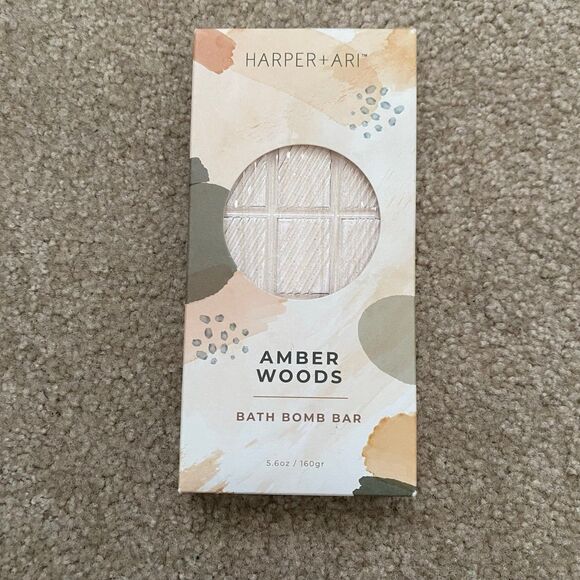 HARPER+ARI™
AMBER
WOODS
BATH BOMB BAR
5.6oz / 160gr